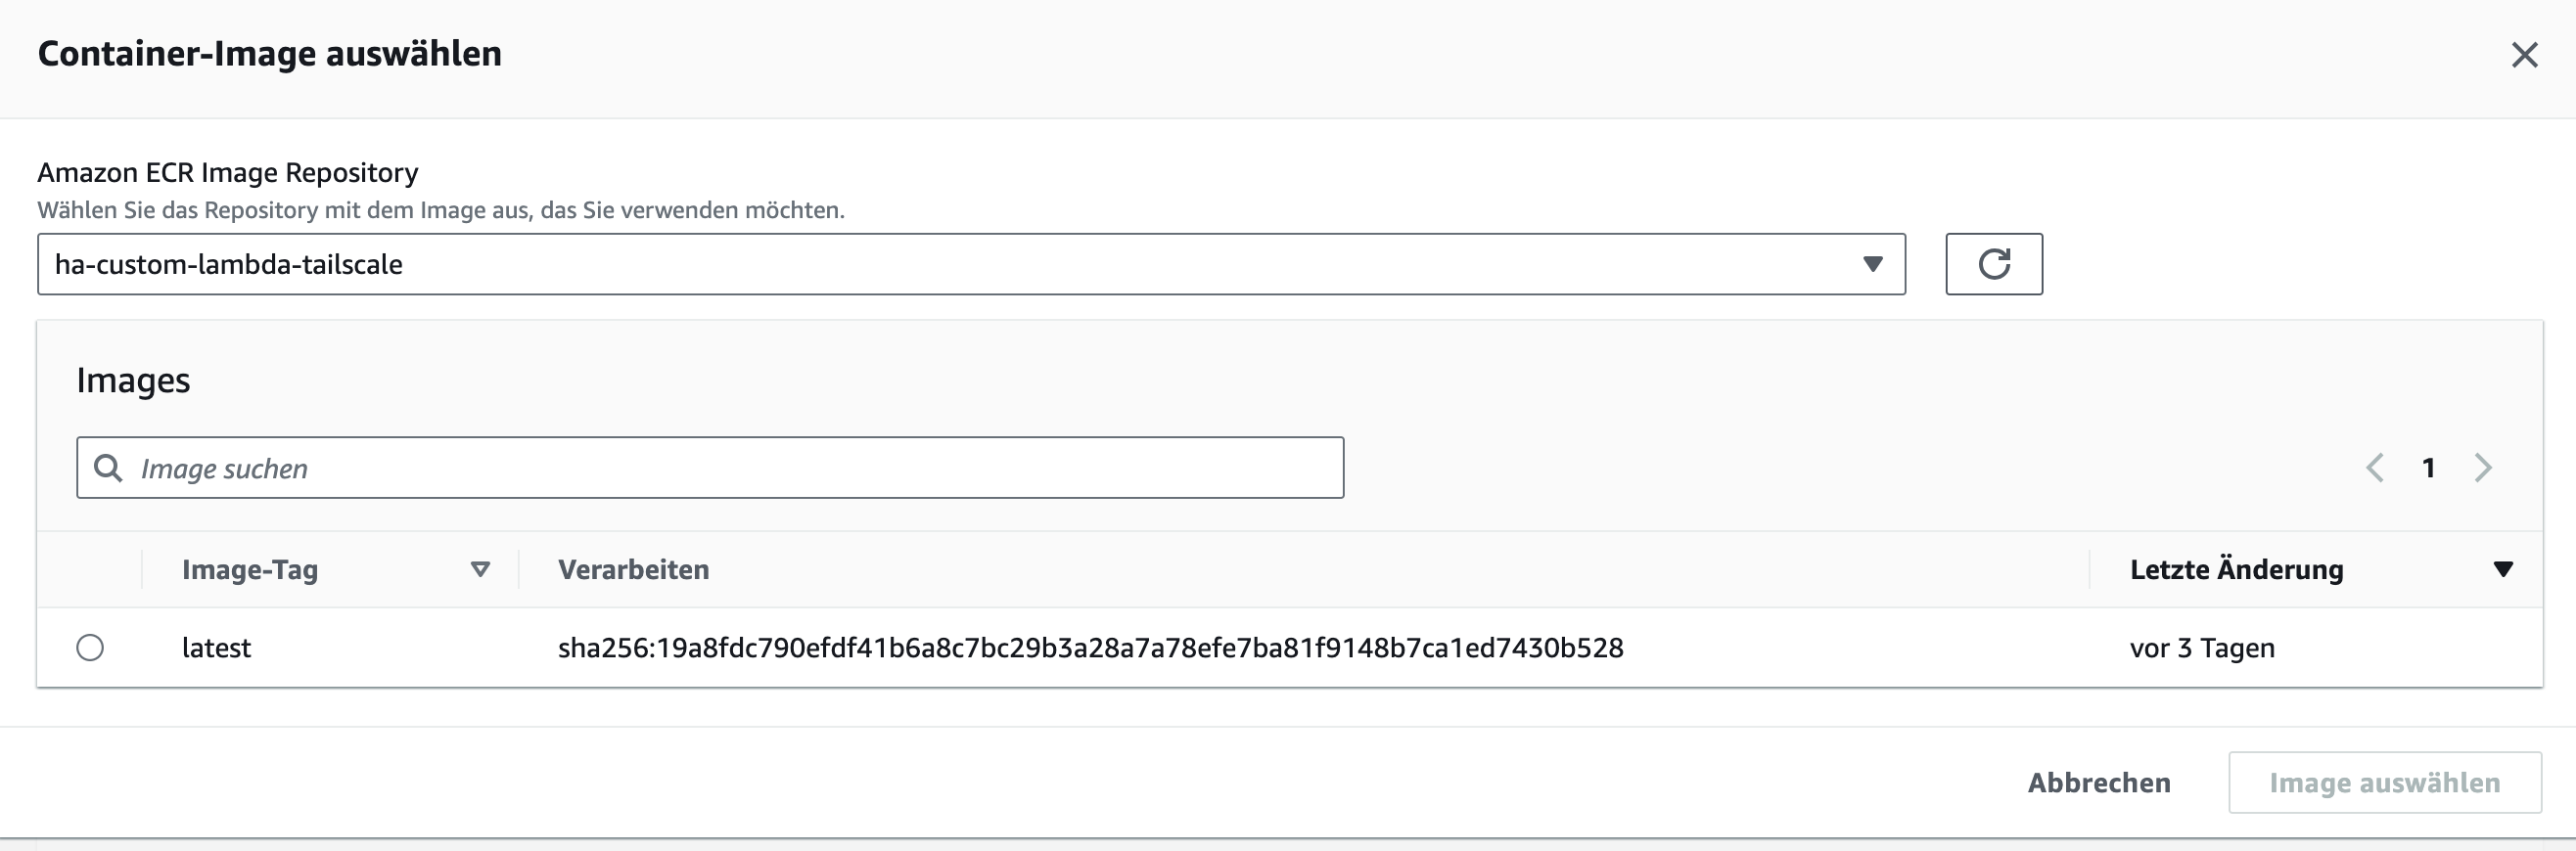 Container-Image auswählen
Amazon ECR Image Repository
Wählen Sie das Repository mit dem Image aus, das Sie verwenden möchten.
ha-custom-lambda-tailscale
Images
Image suchen
1
Image-Tag Verarbeiten Letzte Änderung
latest sha256:19a8fdc790efdf41b6a8c7bc29b3a28a7a78efe7ba81f9148b7ca1ed7430b528 vor 3 Tagen
Abbrechen Image auswählen